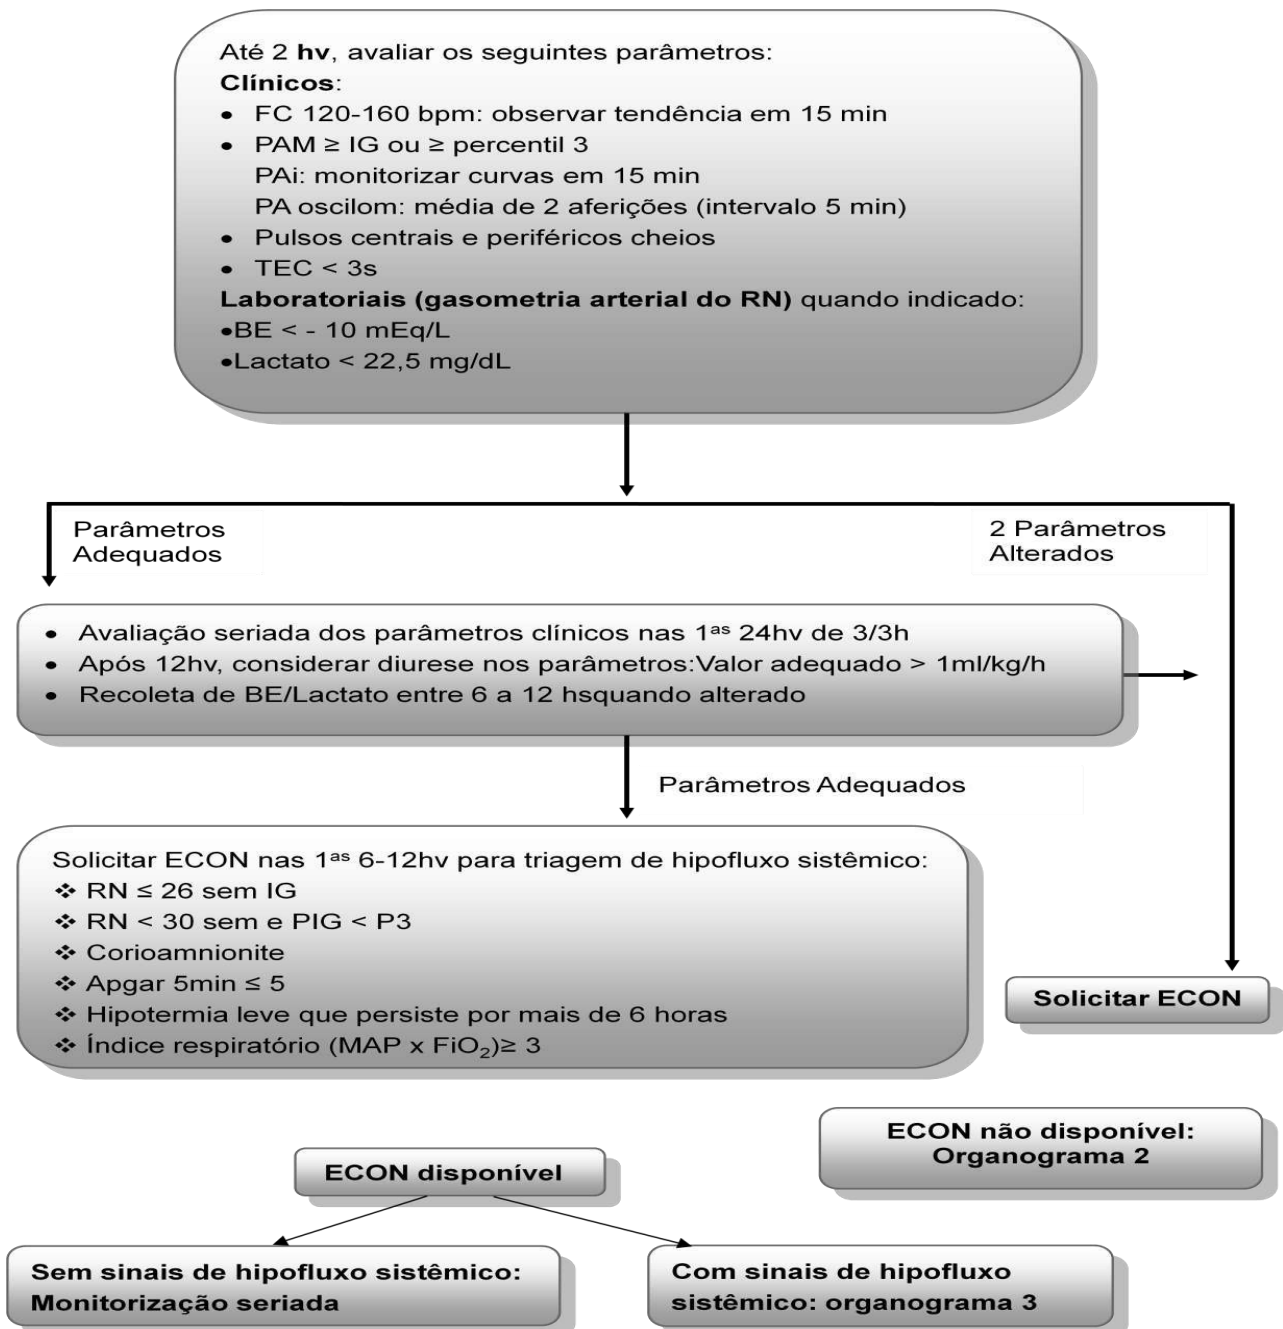 Até 2 hv, avaliar os seguintes parâmetros:
Clínicos:
• FC 120-160 bpm: observar tendência em 15 min
• PAM ≥ IG ou ≥ percentil 3
PAi: monitorizar curvas em 15 min
PA oscilom: média de 2 aferições (intervalo 5 min)
• Pulsos centrais e periféricos cheios
• TEC < 3s
Laboratoriais (gasometria arterial do RN) quando indicado:
•BE < - 10 mEq/L
•Lactato < 22,5 mg/dL
Parâmetros
Adequados
2 Parâmetros
Alterados
• Avaliação seriada dos parâmetros clínicos nas 1ᵃˢ 24hv de 3/3h
• Após 12hv, considerar diurese nos parâmetros:Valor adequado > 1ml/kg/h
• Recoleta de BE/Lactato entre 6 a 12 hsquando alterado
Parâmetros Adequados
Solicitar ECON nas 1ᵃˢ 6-12hv para triagem de hipofluxo sistêmico:
❖ RN ≤ 26 sem IG
❖ RN < 30 sem e PIG < P3
❖ Corioamnionite
❖ Apgar 5min ≤ 5
❖ Hipotermia leve que persiste por mais de 6 horas
❖ Índice respiratório (MAP x FiO₂)≥ 3
Solicitar ECON
ECON não disponível:
Organograma 2
ECON disponível
Sem sinais de hipofluxo sistêmico:
Monitorização seriada
Com sinais de hipofluxo
sistêmico: organograma 3